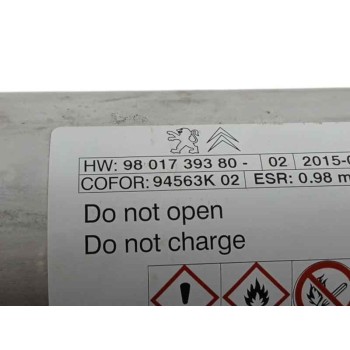 HW: 98 017 393 80 - 02 2015-0
COFOR: 94563K 02 ESR: 0.98 m
Do not open
Do not charge